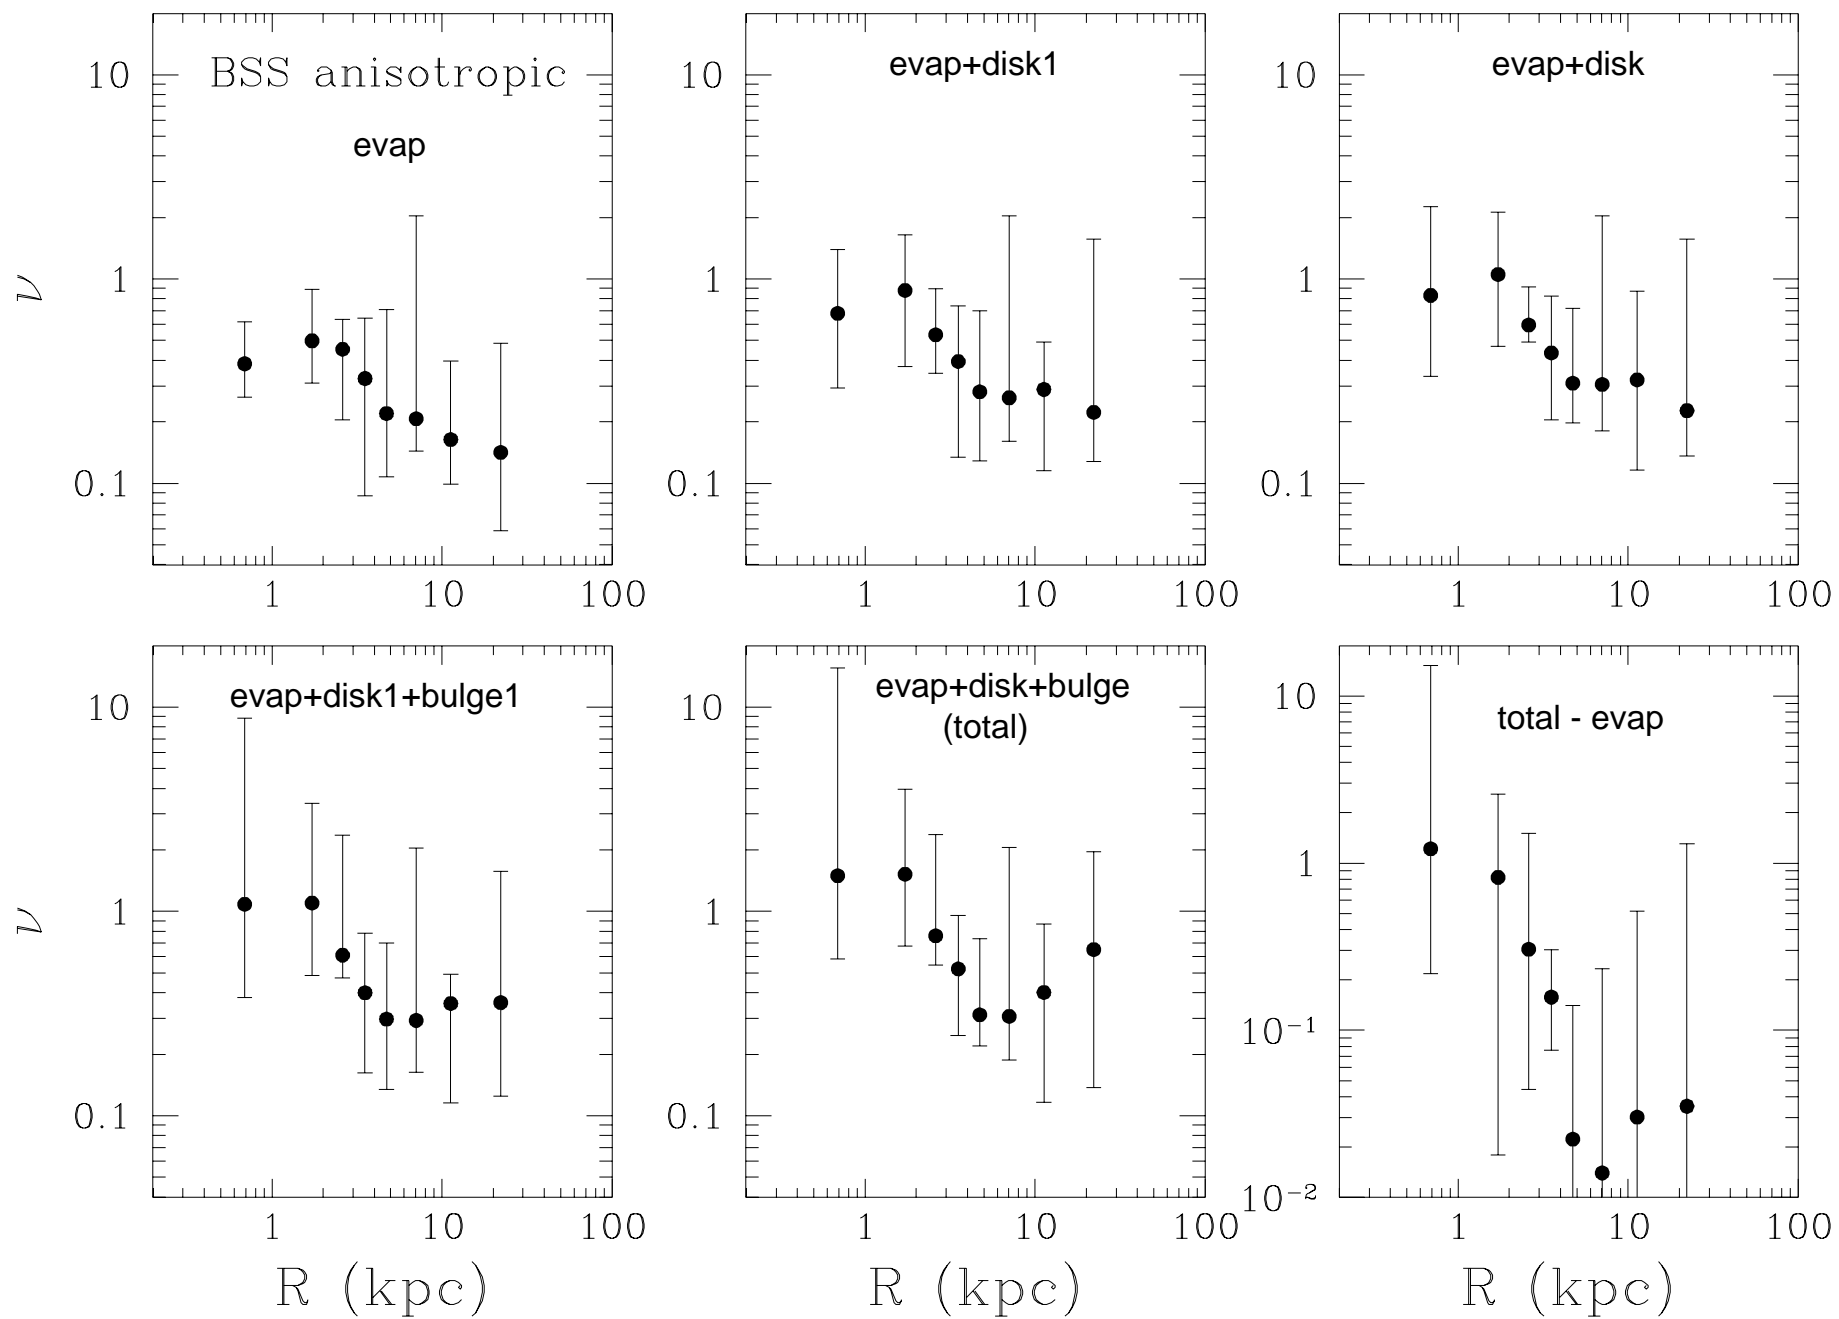 BSS anisotropic
evap
ν
10
1
0.1
1 10 100
evap+disk1
10
1
0.1
1 10 100
evap+disk
10
1
0.1
1 10 100
evap+disk1+bulge1
ν
10
1
0.1
1 10 100
R (kpc)
evap+disk+bulge
(total)
10
1
0.1
1 10 100
R (kpc)
total - evap
10
1
10⁻¹
10⁻²
1 10 100
R (kpc)